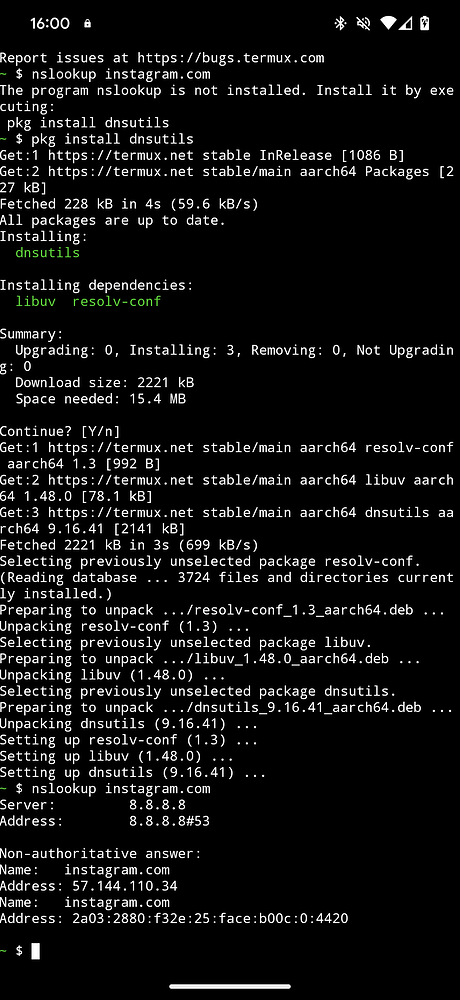 16:00
Report issues at https://bugs.termux.com
~ $ nslookup instagram.com
The program nslookup is not installed. Install it by exe
cuting:
 pkg install dnsutils
~ $ pkg install dnsutils
Get:1 https://termux.net stable InRelease [1086 B]
Get:2 https://termux.net stable/main aarch64 Packages [2
27 kB]
Fetched 228 kB in 4s (59.6 kB/s)
All packages are up to date.
Installing:
  dnsutils

Installing dependencies:
  libuv  resolv-conf

Summary:
  Upgrading: 0, Installing: 3, Removing: 0, Not Upgradin
g: 0
  Download size: 2221 kB
  Space needed: 15.4 MB

Continue? [Y/n]
Get:1 https://termux.net stable/main aarch64 resolv-conf
 aarch64 1.3 [992 B]
Get:2 https://termux.net stable/main aarch64 libuv aarch
64 1.48.0 [78.1 kB]
Get:3 https://termux.net stable/main aarch64 dnsutils aa
rch64 9.16.41 [2141 kB]
Fetched 2221 kB in 3s (699 kB/s)
Selecting previously unselected package resolv-conf.
(Reading database ... 3724 files and directories current
ly installed.)
Preparing to unpack .../resolv-conf_1.3_aarch64.deb ...
Unpacking resolv-conf (1.3) ...
Selecting previously unselected package libuv.
Preparing to unpack .../libuv_1.48.0_aarch64.deb ...
Unpacking libuv (1.48.0) ...
Selecting previously unselected package dnsutils.
Preparing to unpack .../dnsutils_9.16.41_aarch64.deb ...
Unpacking dnsutils (9.16.41) ...
Setting up resolv-conf (1.3) ...
Setting up libuv (1.48.0) ...
Setting up dnsutils (9.16.41) ...
~ $ nslookup instagram.com
Server:         8.8.8.8
Address:        8.8.8.8#53

Non-authoritative answer:
Name:   instagram.com
Address: 57.144.110.34
Name:   instagram.com
Address: 2a03:2880:f32e:25:face:b00c:0:4420

~ $